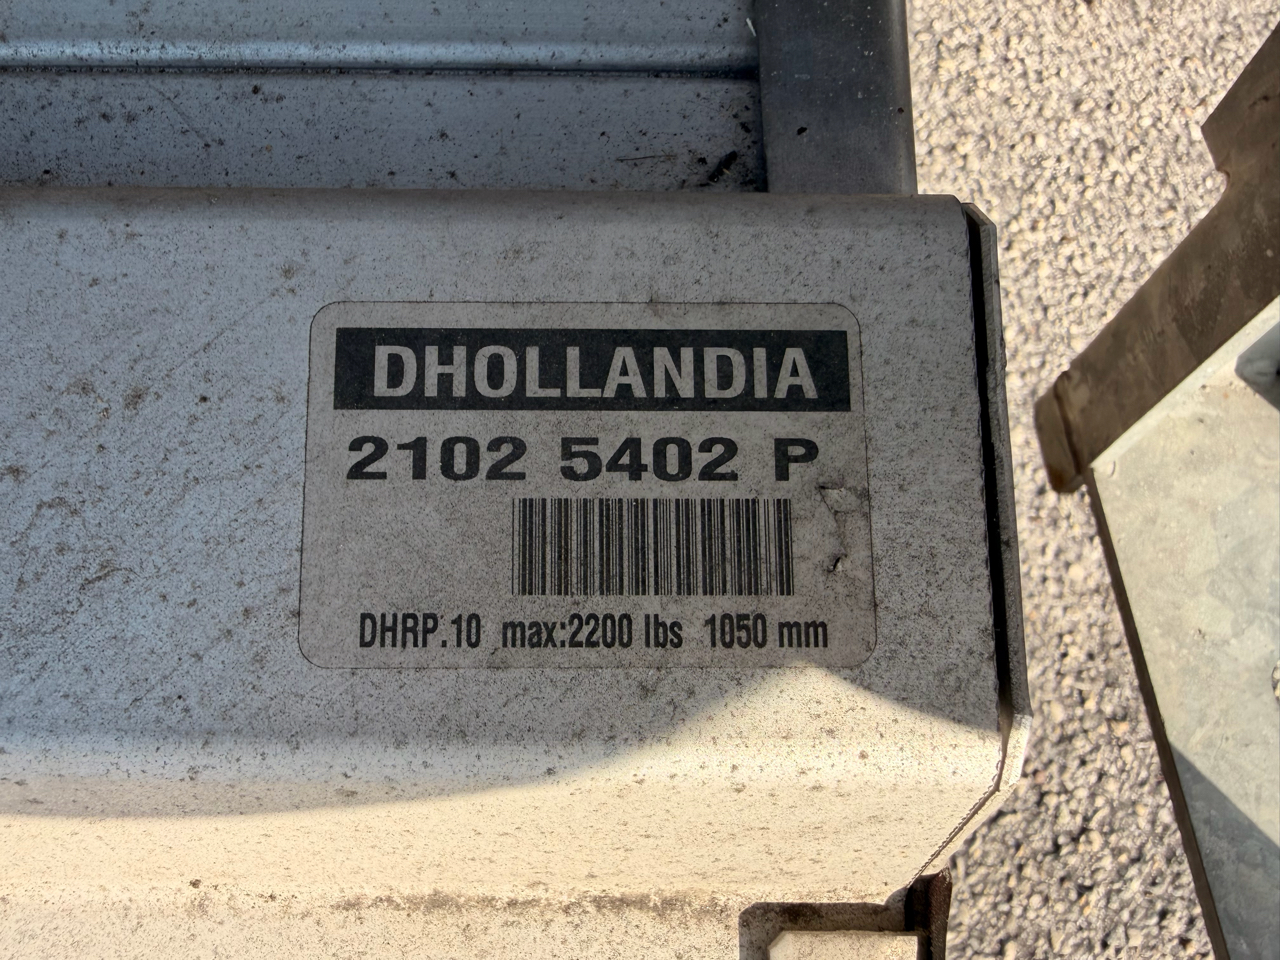 DHOLLANDIA
2102 5402 P
DHRP.10 max:2200 lbs 1050 mm